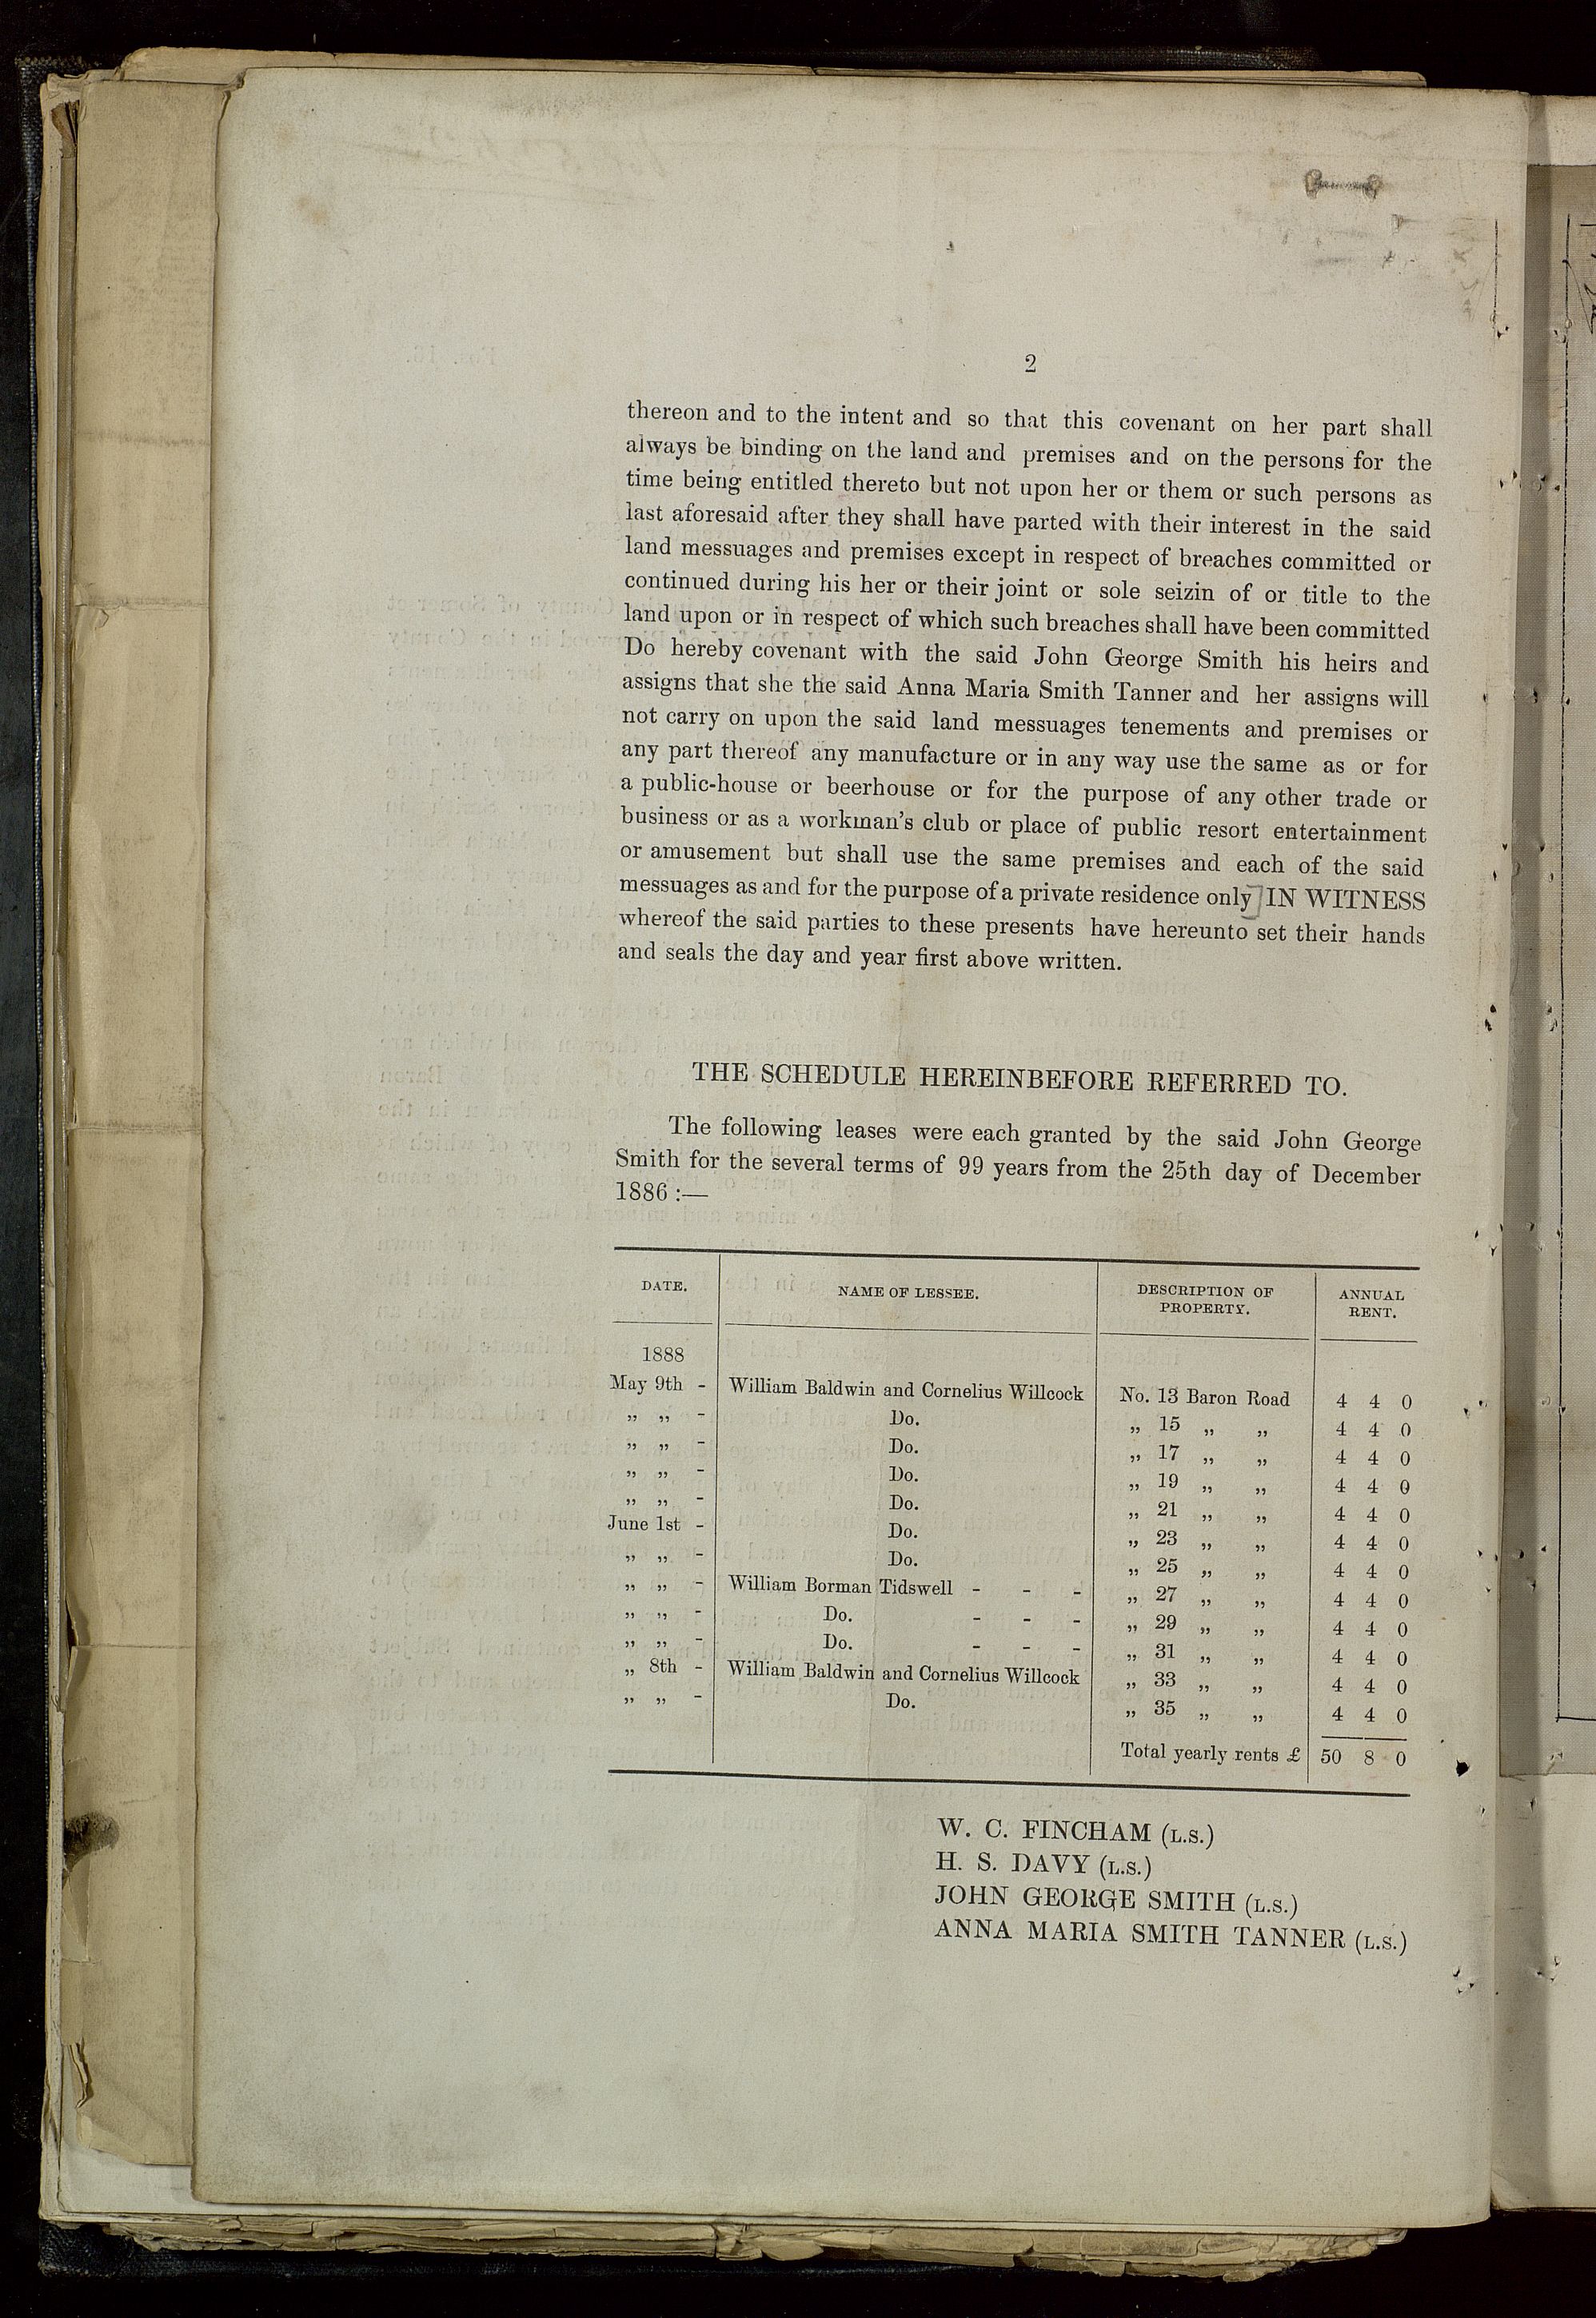 2
thereon and to the intent and so that this covenant on her part shall
always be binding on the land and premises and on the persons for the
time being entitled thereto but not upon her or them or such persons as
last aforesaid after they shall have parted with their interest in the said
land messuages and premises except in respect of breaches committed or
continued during his her or their joint or sole seizin of or title to the
land upon or in respect of which such breaches shall have been committed
Do hereby covenant with the said John George Smith his heirs and
assigns that she the said Anna Maria Smith Tanner and her assigns will
not carry on upon the said land messuages tenements and premises or
any part thereof any manufacture or in any way use the same as or for
a public-house or beerhouse or for the purpose of any other trade or
business or as a workman's club or place of public resort entertainment
or amusement but shall use the same premises and each of the said
messuages as and for the purpose of a private residence only] IN WITNESS
whereof the said parties to these presents have hereunto set their hands
and seals the day and year first above written.
THE SCHEDULE HEREINBEFORE REFERRED TO.
The following leases were each granted by the said John George
Smith for the several terms of 99 years from the 25th day of December
1886 :—
DATE. NAME OF LESSEE. DESCRIPTION OF PROPERTY. ANNUAL RENT.
1888
May 9th - William Baldwin and Cornelius Willcock No. 13 Baron Road 4 4 0
„ „ - Do. „ 15 „ „ 4 4 0
„ „ - Do. „ 17 „ „ 4 4 0
„ „ - Do. „ 19 „ „ 4 4 0
„ „ - Do. „ 21 „ „ 4 4 0
June 1st - Do. „ 23 „ „ 4 4 0
„ „ - Do. „ 25 „ „ 4 4 0
„ „ - William Borman Tidswell - - - „ 27 „ „ 4 4 0
„ „ - Do. - - - „ 29 „ „ 4 4 0
„ „ - Do. - - - „ 31 „ „ 4 4 0
„ 8th - William Baldwin and Cornelius Willcock „ 33 „ „ 4 4 0
„ „ - Do. „ 35 „ „ 4 4 0
Total yearly rents £ 50 8 0
W. C. FINCHAM (L.S.)
H. S. DAVY (L.S.)
JOHN GEORGE SMITH (L.S.)
ANNA MARIA SMITH TANNER (L.S.)